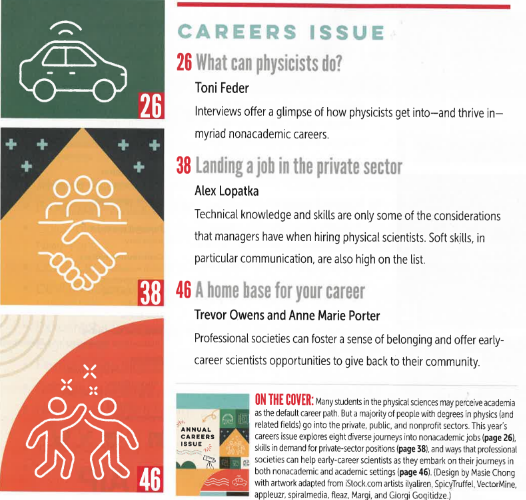 CAREERS ISSUE
26 What can physicists do?
Toni Feder
Interviews offer a glimpse of how physicists get into—and thrive in—
myriad nonacademic careers.
26
38 Landing a job in the private sector
Alex Lopatka
Technical knowledge and skills are only some of the considerations
that managers have when hiring physical scientists. Soft skills, in
particular communication, are also high on the list.
38
46 A home base for your career
Trevor Owens and Anne Marie Porter
Professional societies can foster a sense of belonging and offer early-
career scientists opportunities to give back to their community.
46
ANNUAL
CAREERS
ISSUE
ON THE COVER: Many students in the physical sciences may perceive academia
as the default career path. But a majority of people with degrees in physics (and
related fields) go into the private, public, and nonprofit sectors. This year's
careers issue explores eight diverse journeys into nonacademic jobs (page 26),
skills in demand for private-sector positions (page 38), and ways that professional
societies can help early-career scientists as they embark on their journeys in
both nonacademic and academic settings (page 46). (Design by Masie Chong
with artwork adapted from iStock.com artists ilyaliren, SpicyTruffel, VectorMine,
appleuzr, spiralmedia, fleaz, Margi, and Giorgi Gogitidze.)